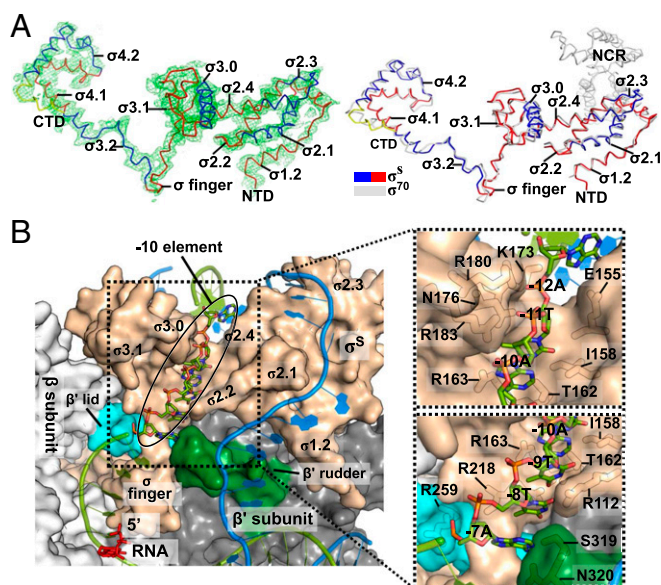 A
σ4.2
σ4.1
CTD
σ3.2
σ3.1
σ3.0
σ2.4
σ2.3
σ2.2
σ2.1
σ1.2
σ finger
NTD
σ4.2
σ4.1
CTD
σ3.2
σ3.1
σ3.0
σ2.4
NCR
σ2.3
σ2.2
σ2.1
σ1.2
σ finger
NTD
σS
σ70
B
-10 element
σ2.3
σ3.0
σ2.4
σS
σ3.1
σ2.1
σ2.2
β subunit
β' lid
σ1.2
β' rudder
σ
finger
β' subunit
5'
RNA
K173
R180
E155
-12A
N176
-11T
R183
I158
-10A
R163
T162
-10A
I158
R163
-9T
T162
R218
-8T
R259
R112
-7A
S319
N320